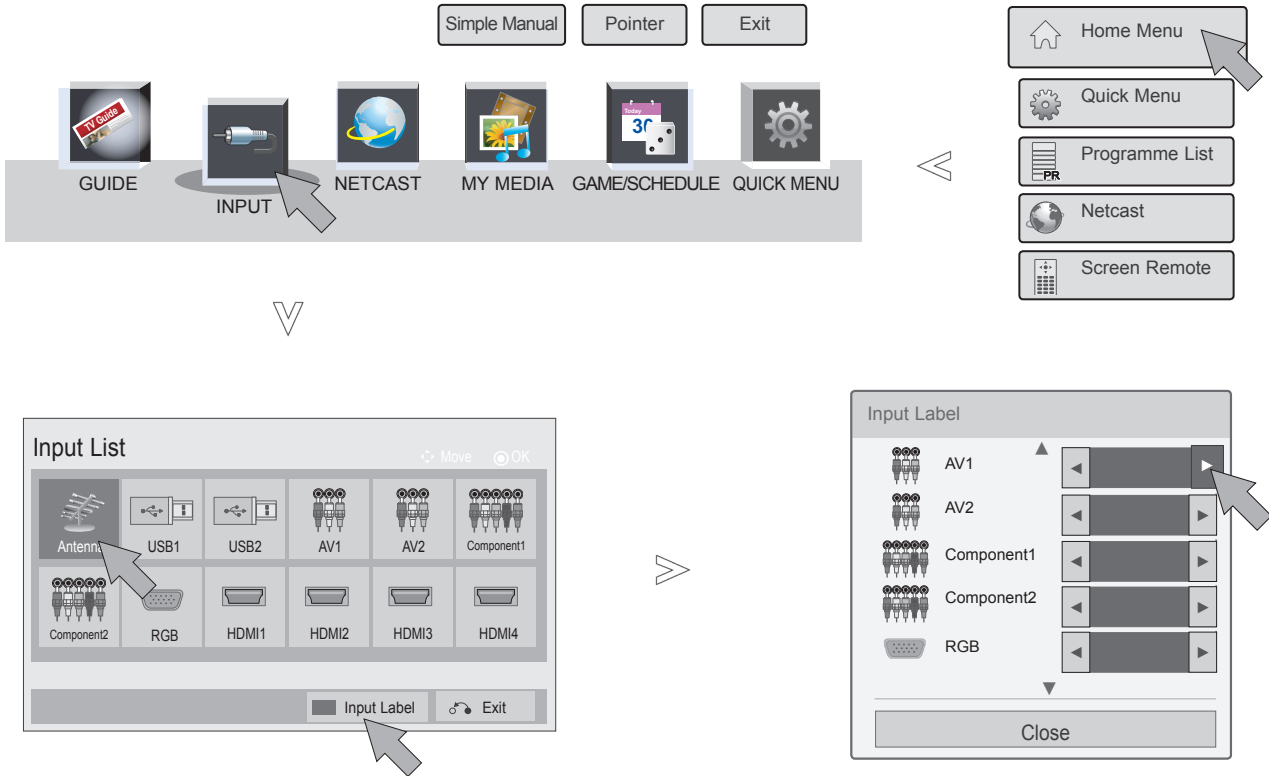 Simple Manual
Pointer
Exit
Home Menu
Quick Menu
Programme List
PR
Netcast
Screen Remote
TV Guide
Today
30
GUIDE
INPUT
NETCAST
MY MEDIA
GAME/SCHEDULE
QUICK MENU
Input List
Move
OK
Antenna
USB1
USB2
AV1
AV2
Component1
Component2
RGB
HDMI1
HDMI2
HDMI3
HDMI4
Input Label
Exit
Input Label
AV1
AV2
Component1
Component2
RGB
Close